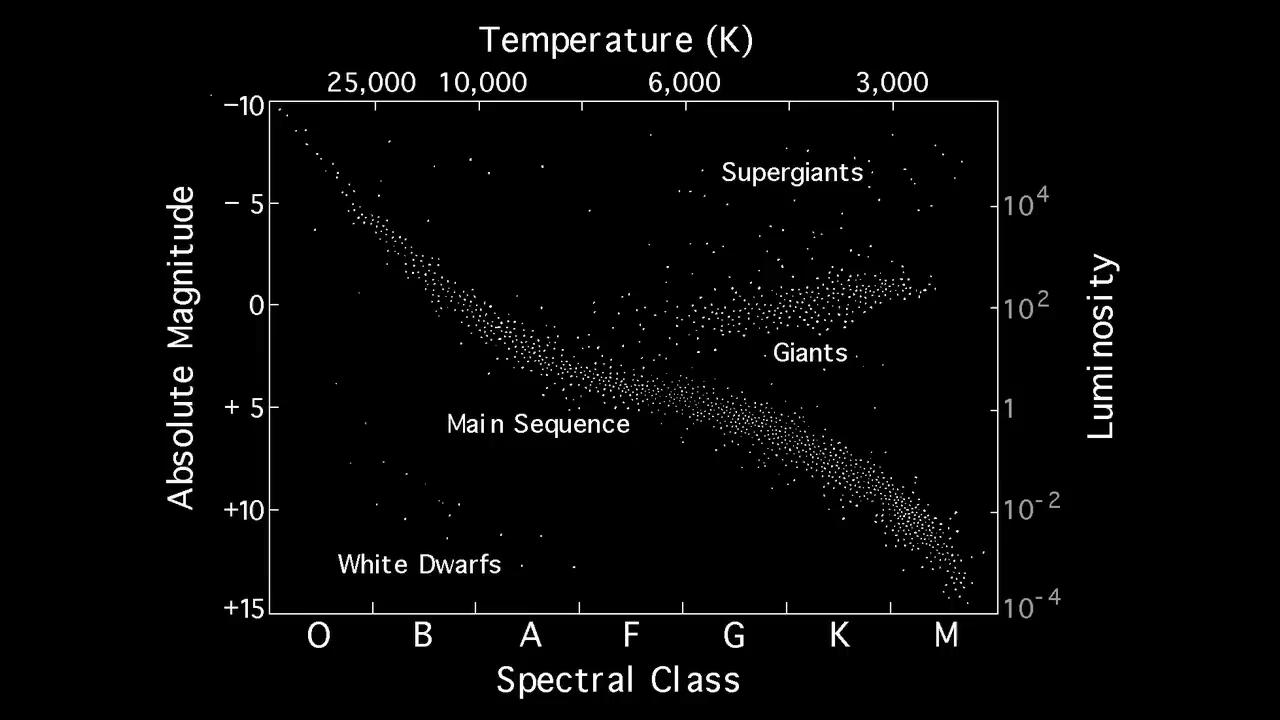 Temperature (K)
25,000 10,000 6,000 3,000
−10
− 5
0
+ 5
+10
+15
Absolute Magnitude
Supergiants
Giants
Main Sequence
White Dwarfs
10⁴
10²
1
10⁻²
10⁻⁴
Luminosity
O B A F G K M
Spectral Class